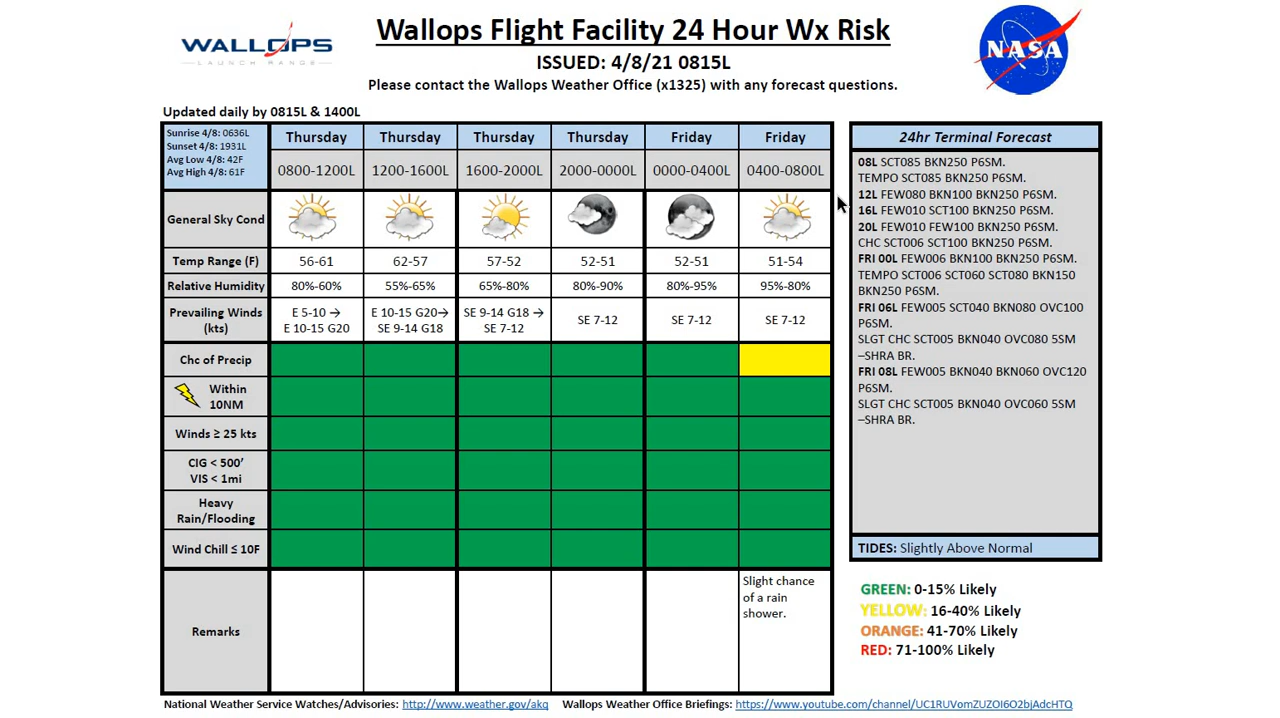 WALLOPS
LAUNCH RANGE
Wallops Flight Facility 24 Hour Wx Risk
ISSUED: 4/8/21 0815L
Please contact the Wallops Weather Office (x1325) with any forecast questions.
NASA
Updated daily by 0815L & 1400L
Sunrise 4/8: 0636L
Sunset 4/8: 1931L
Avg Low 4/8: 42F
Avg High 4/8: 61F
Thursday Thursday Thursday Thursday Friday Friday
0800-1200L 1200-1600L 1600-2000L 2000-0000L 0000-0400L 0400-0800L
General Sky Cond
Temp Range (F) 56-61 62-57 57-52 52-51 52-51 51-54
Relative Humidity 80%-60% 55%-65% 65%-80% 80%-90% 80%-95% 95%-80%
Prevailing Winds E 5-10 → E 10-15 G20→ SE 9-14 G18 → SE 7-12 SE 7-12 SE 7-12
(kts) E 10-15 G20 SE 9-14 G18 SE 7-12
Chc of Precip
Within
10NM
Winds ≥ 25 kts
CIG < 500’
VIS < 1mi
Heavy
Rain/Flooding
Wind Chill ≤ 10F
Remarks
Slight chance
of a rain
shower.
24hr Terminal Forecast
08L SCT085 BKN250 P6SM.
TEMPO SCT085 BKN250 P6SM.
12L FEW080 BKN100 BKN250 P6SM.
16L FEW010 SCT100 BKN250 P6SM.
20L FEW010 FEW100 BKN250 P6SM.
CHC SCT006 SCT100 BKN250 P6SM.
FRI 00L FEW006 BKN100 BKN250 P6SM.
TEMPO SCT006 SCT060 SCT080 BKN150
BKN250 P6SM.
FRI 06L FEW005 SCT040 BKN080 OVC100
P6SM.
SLGT CHC SCT005 BKN040 OVC080 5SM
–SHRA BR.
FRI 08L FEW005 BKN040 BKN060 OVC120
P6SM.
SLGT CHC SCT005 BKN040 OVC060 5SM
–SHRA BR.
TIDES: Slightly Above Normal
GREEN: 0-15% Likely
YELLOW: 16-40% Likely
ORANGE: 41-70% Likely
RED: 71-100% Likely
National Weather Service Watches/Advisories: http://www.weather.gov/akq Wallops Weather Office Briefings: https://www.youtube.com/channel/UC1RUVomZUZOI6O2bjAdcHTQ